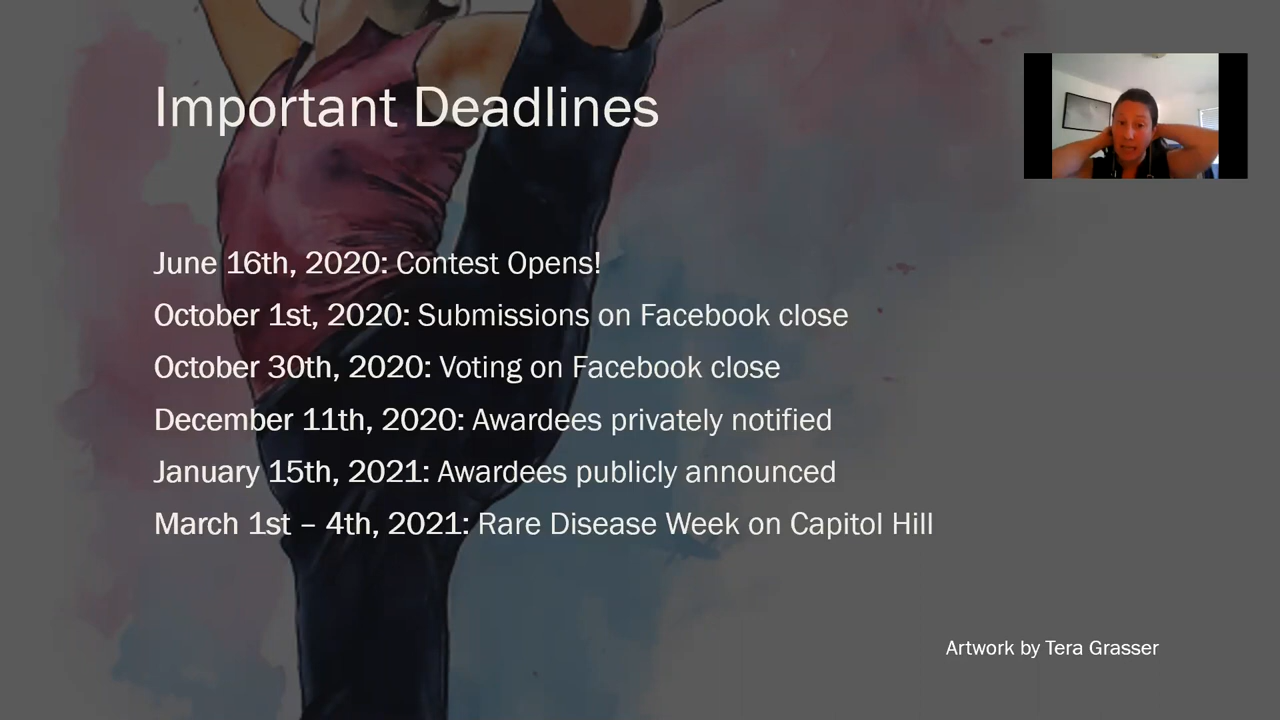 Important Deadlines
June 16th, 2020: Contest Opens!
October 1st, 2020: Submissions on Facebook close
October 30th, 2020: Voting on Facebook close
December 11th, 2020: Awardees privately notified
January 15th, 2021: Awardees publicly announced
March 1st – 4th, 2021: Rare Disease Week on Capitol Hill
Artwork by Tera Grasser